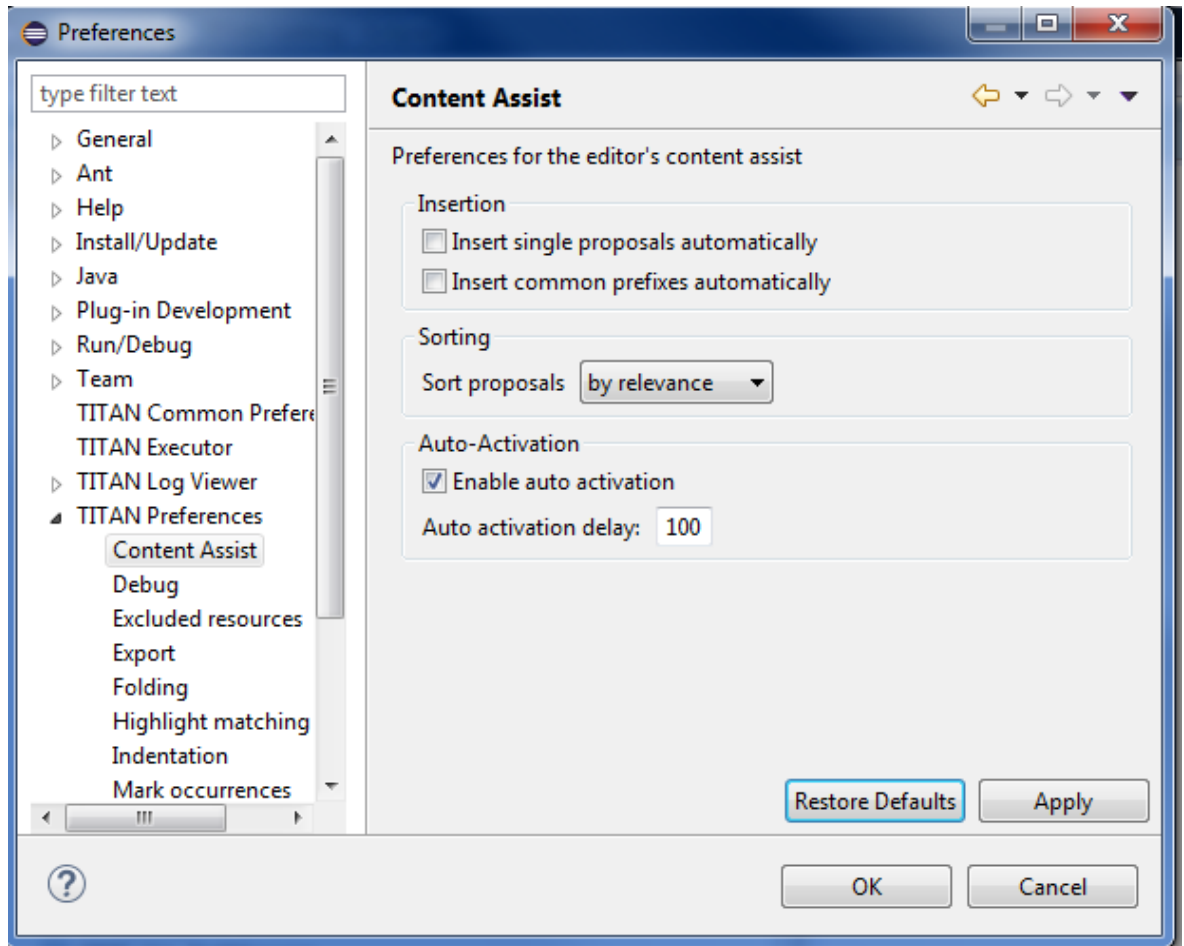 Preferences
type filter text
General
Ant
Help
Install/Update
Java
Plug-in Development
Run/Debug
Team
TITAN Common Prefere
TITAN Executor
TITAN Log Viewer
TITAN Preferences
Content Assist
Debug
Excluded resources
Export
Folding
Highlight matching
Indentation
Mark occurrences
Content Assist
Preferences for the editor's content assist
Insertion
Insert single proposals automatically
Insert common prefixes automatically
Sorting
Sort proposals by relevance
Auto-Activation
Enable auto activation
Auto activation delay: 100
Restore Defaults Apply
OK Cancel